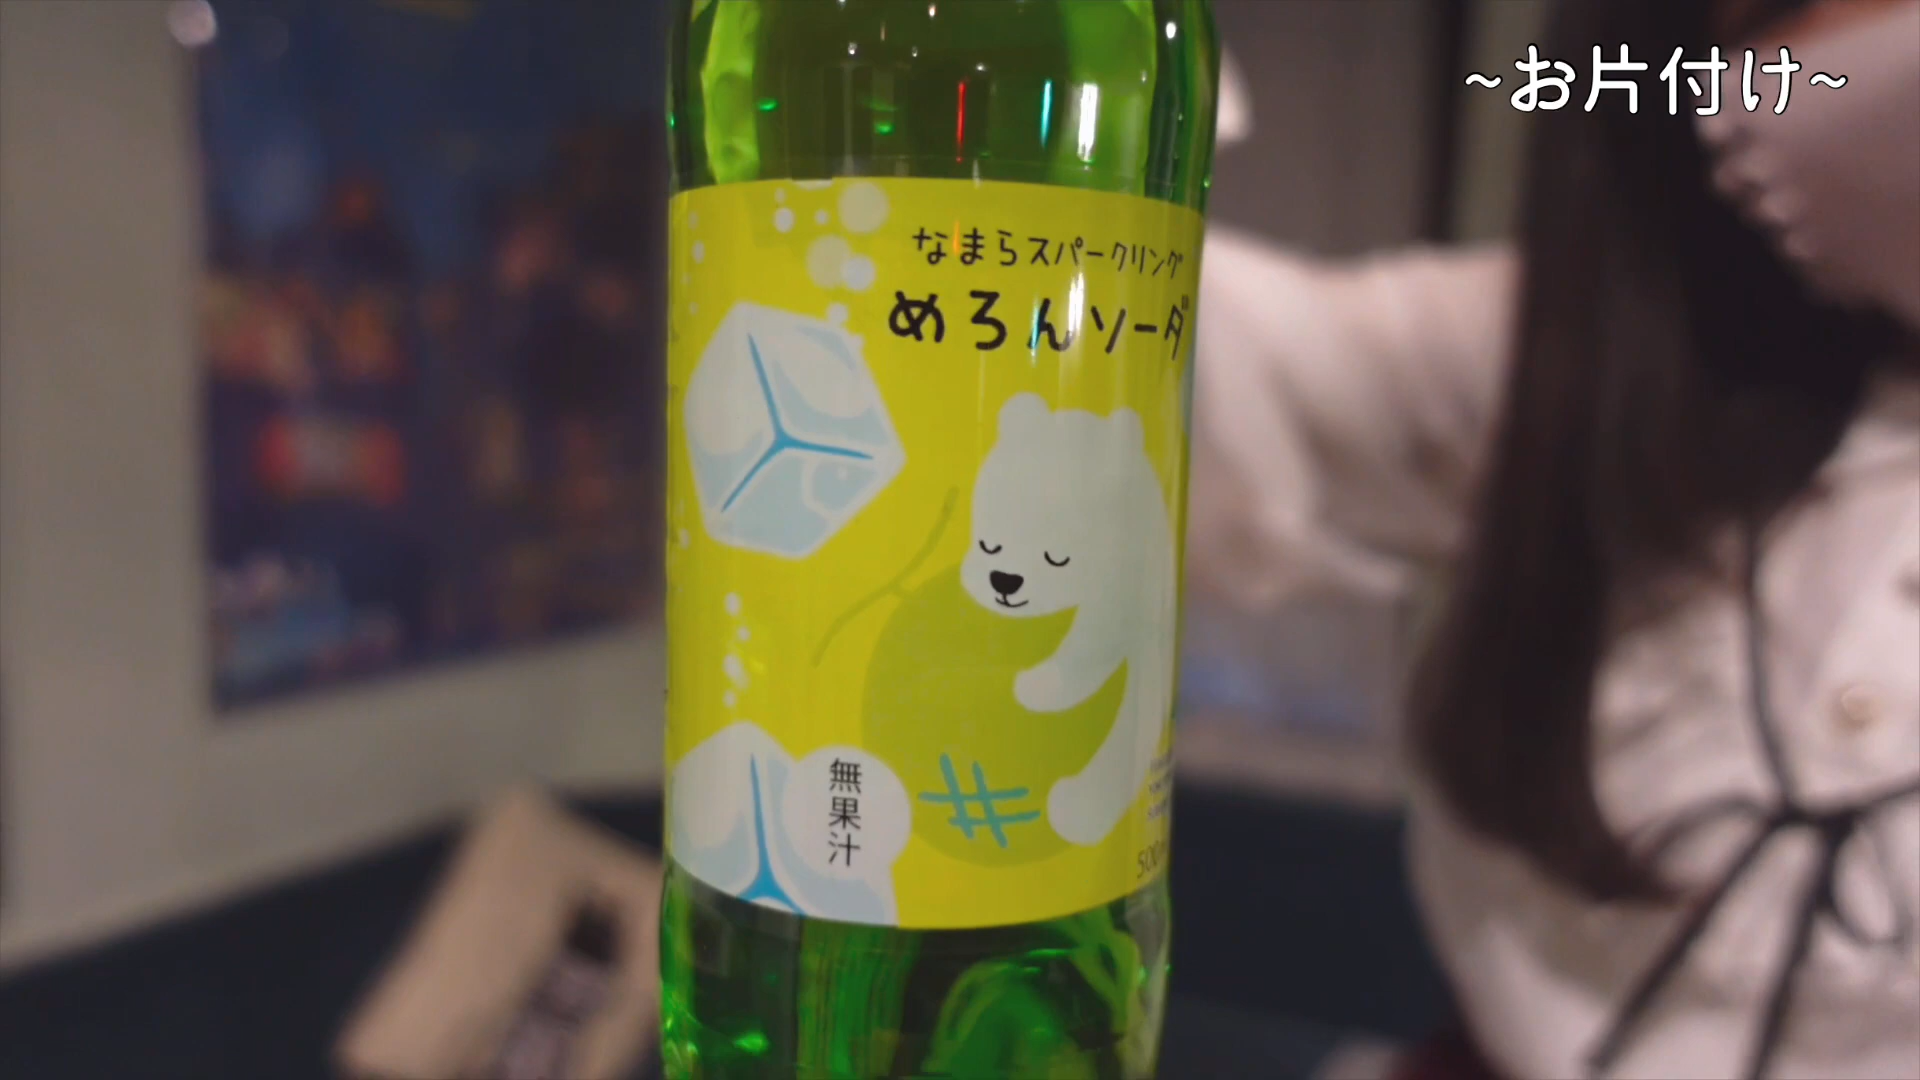 ~お片付け~
なまらスパークリング
めろんソーダ
無果汁